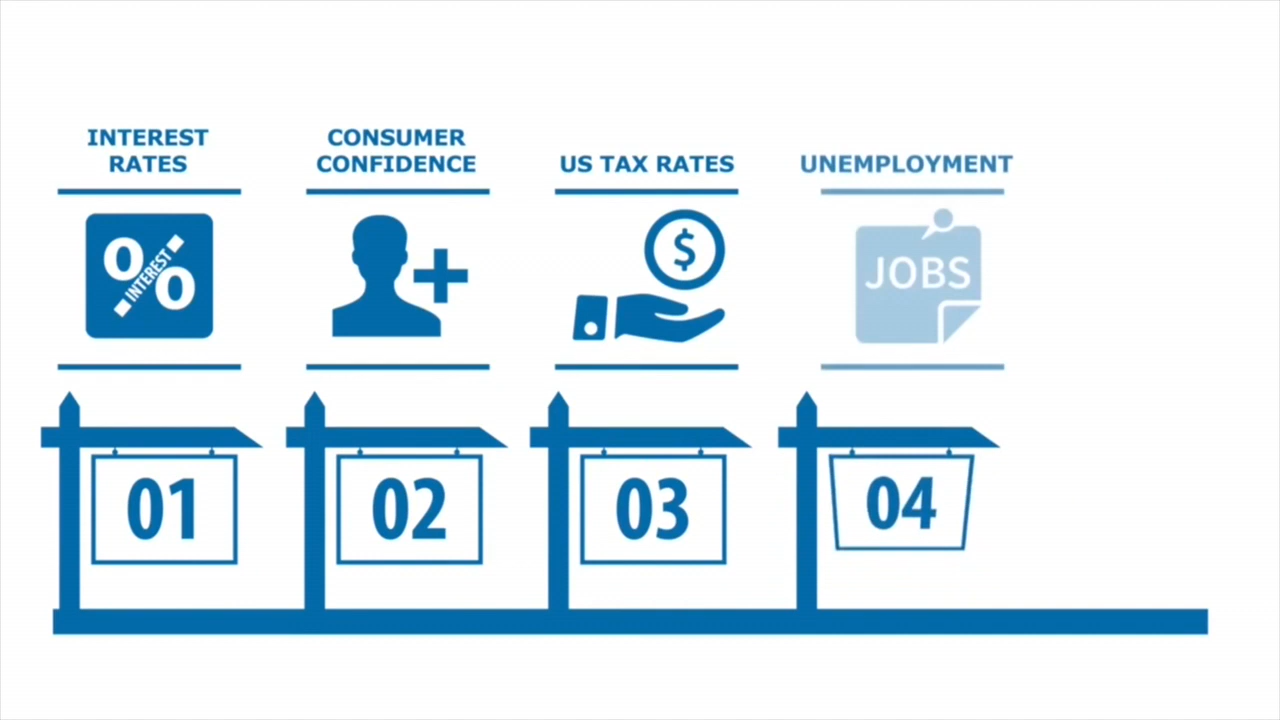 INTEREST
RATES
CONSUMER
CONFIDENCE
US TAX RATES
UNEMPLOYMENT
% INTEREST
$
JOBS
01
02
03
04